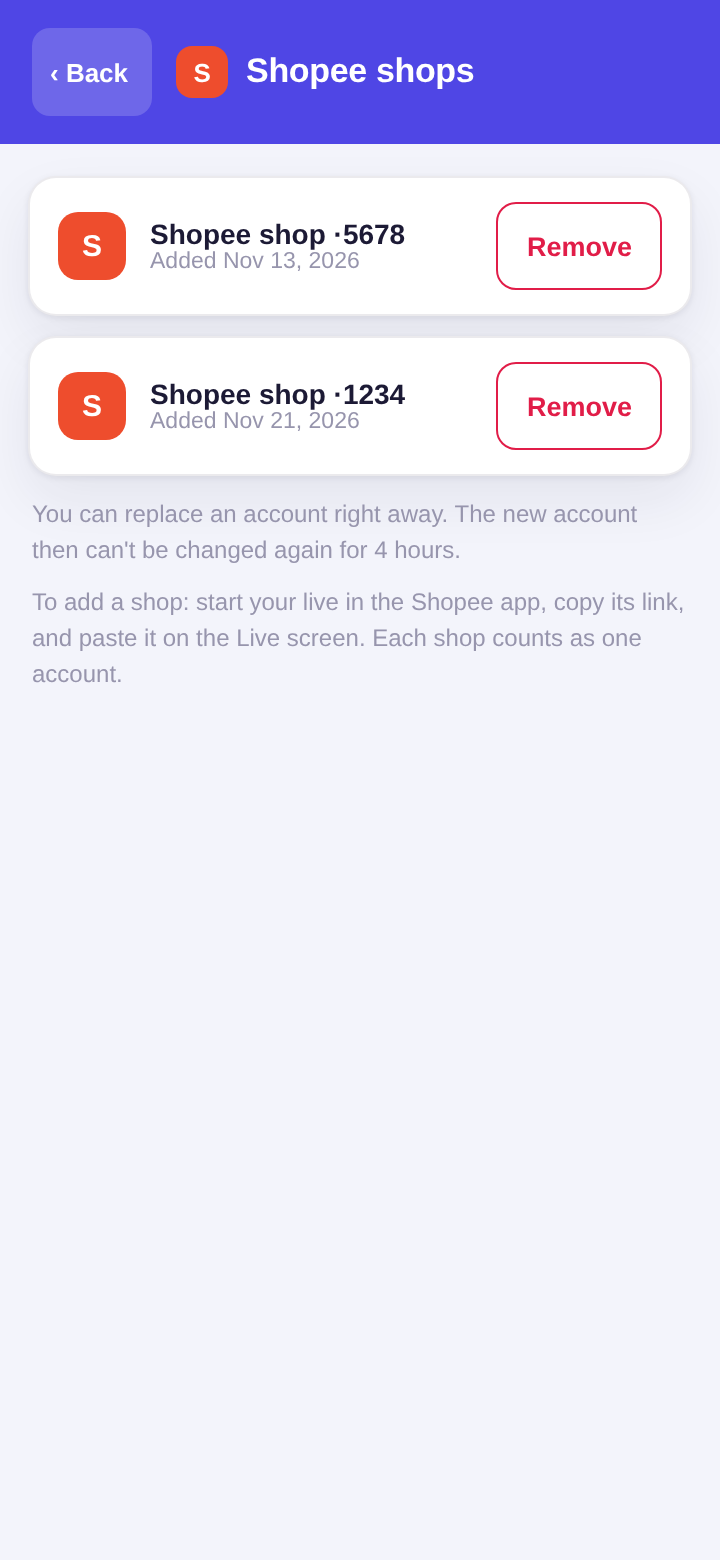 ‹ Back
S
Shopee shops
S
Shopee shop ·5678
Added Nov 13, 2026
Remove
S
Shopee shop ·1234
Added Nov 21, 2026
Remove
You can replace an account right away. The new account
then can't be changed again for 4 hours.
To add a shop: start your live in the Shopee app, copy its link,
and paste it on the Live screen. Each shop counts as one
account.